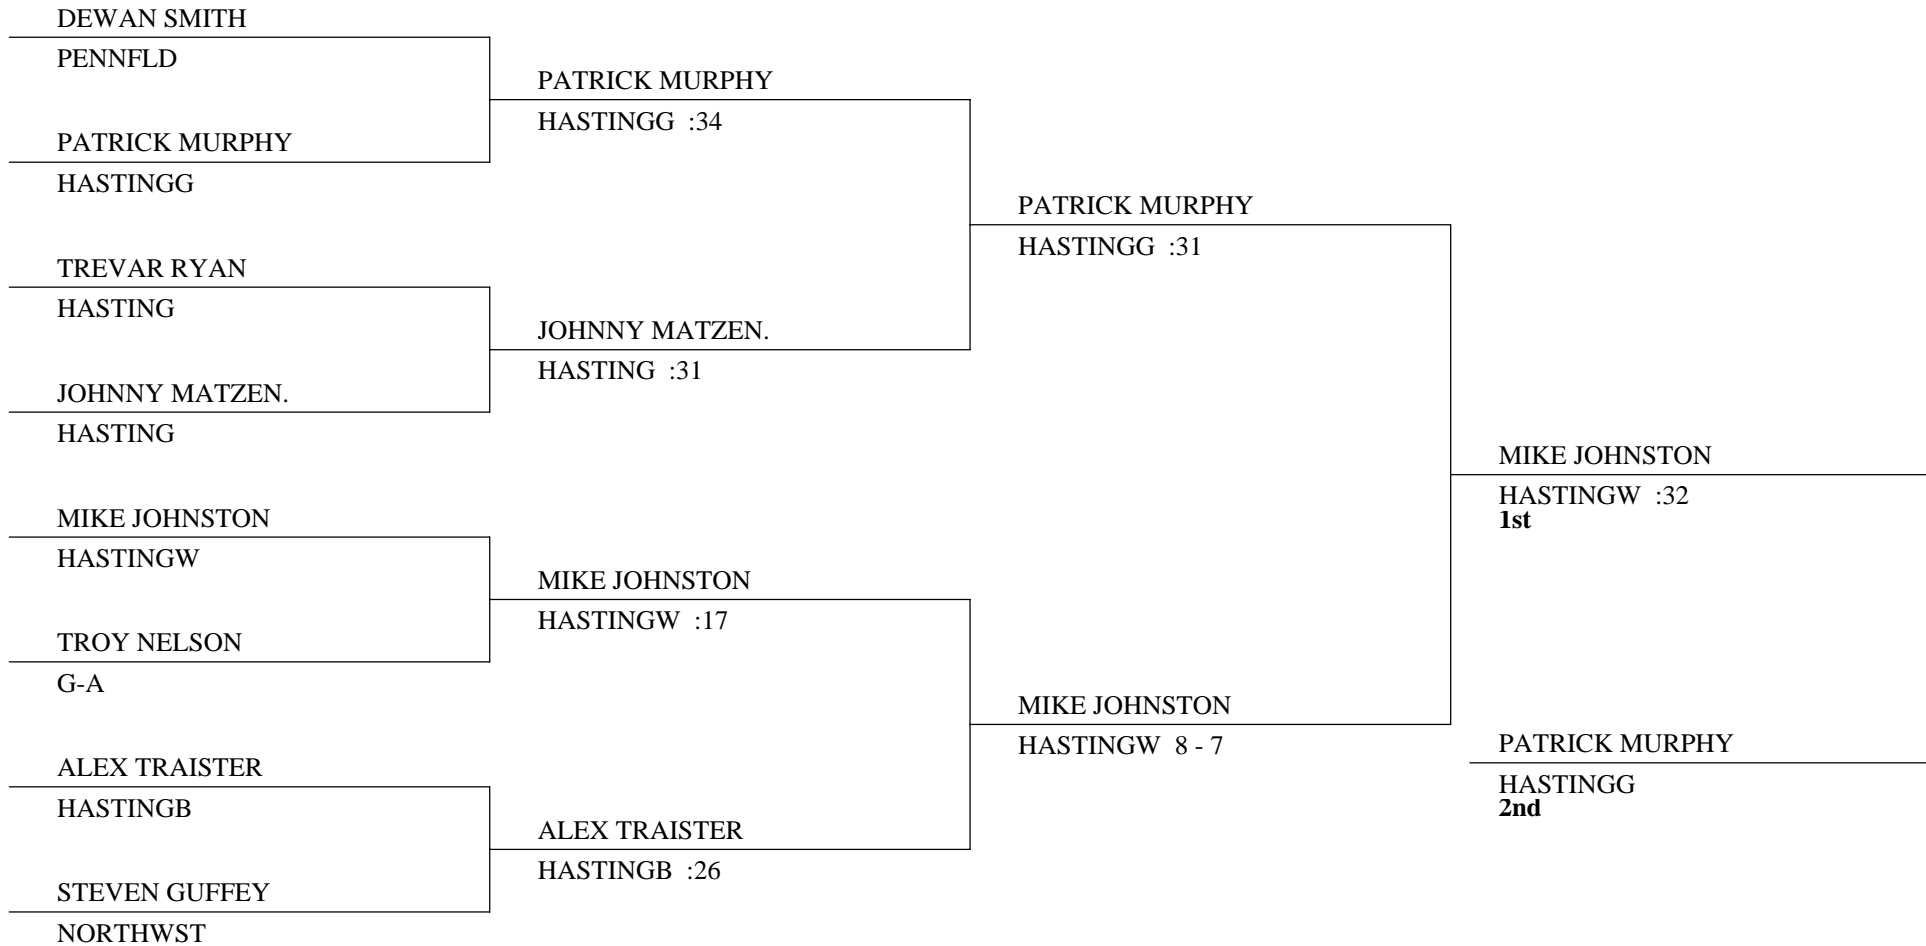 DEWAN SMITH
PENNFLD
PATRICK MURPHY
HASTINGG
TREVAR RYAN
HASTING
JOHNNY MATZEN.
HASTING
MIKE JOHNSTON
HASTINGW
TROY NELSON
G-A
ALEX TRAISTER
HASTINGB
STEVEN GUFFEY
NORTHWST
PATRICK MURPHY
HASTINGG :34
JOHNNY MATZEN.
HASTING :31
MIKE JOHNSTON
HASTINGW :17
ALEX TRAISTER
HASTINGB :26
PATRICK MURPHY
HASTINGG :31
MIKE JOHNSTON
HASTINGW 8 - 7
MIKE JOHNSTON
HASTINGW :32
1st
PATRICK MURPHY
HASTINGG
2nd